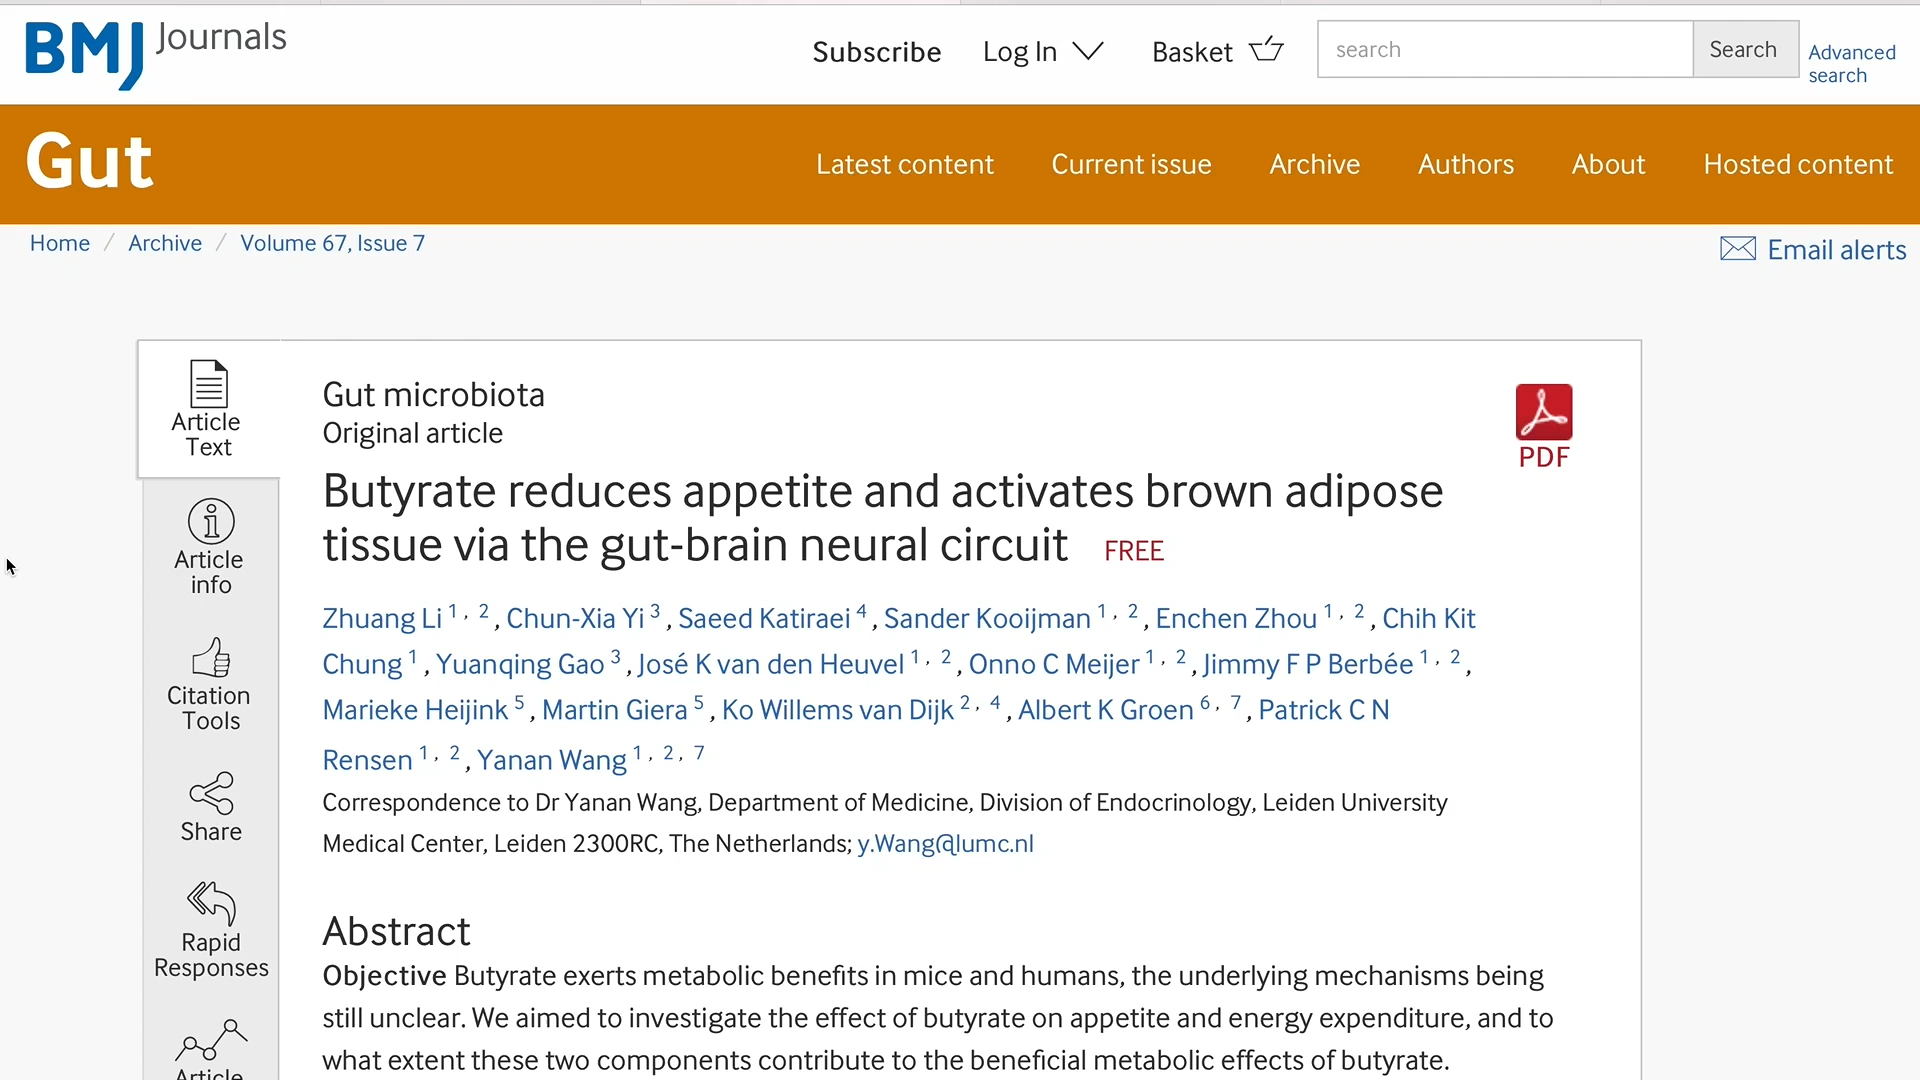 BMJ Journals
Subscribe Log In Basket search Search Advanced search
Gut
Latest content Current issue Archive Authors About Hosted content
Home / Archive / Volume 67, Issue 7
Email alerts
Article Text
Article info
Citation Tools
Share
Rapid Responses
Article
Gut microbiota
Original article
PDF
Butyrate reduces appetite and activates brown adipose
tissue via the gut-brain neural circuit FREE
Zhuang Li 1, 2, Chun-Xia Yi 3, Saeed Katiraei 4, Sander Kooijman 1, 2, Enchen Zhou 1, 2, Chih Kit
Chung 1, Yuanqing Gao 3, José K van den Heuvel 1, 2, Onno C Meijer 1, 2, Jimmy F P Berbée 1, 2,
Marieke Heijink 5, Martin Giera 5, Ko Willems van Dijk 2, 4, Albert K Groen 6, 7, Patrick C N
Rensen 1, 2, Yanan Wang 1, 2, 7
Correspondence to Dr Yanan Wang, Department of Medicine, Division of Endocrinology, Leiden University
Medical Center, Leiden 2300RC, The Netherlands; y.Wang@lumc.nl
Abstract
Objective Butyrate exerts metabolic benefits in mice and humans, the underlying mechanisms being
still unclear. We aimed to investigate the effect of butyrate on appetite and energy expenditure, and to
what extent these two components contribute to the beneficial metabolic effects of butyrate.